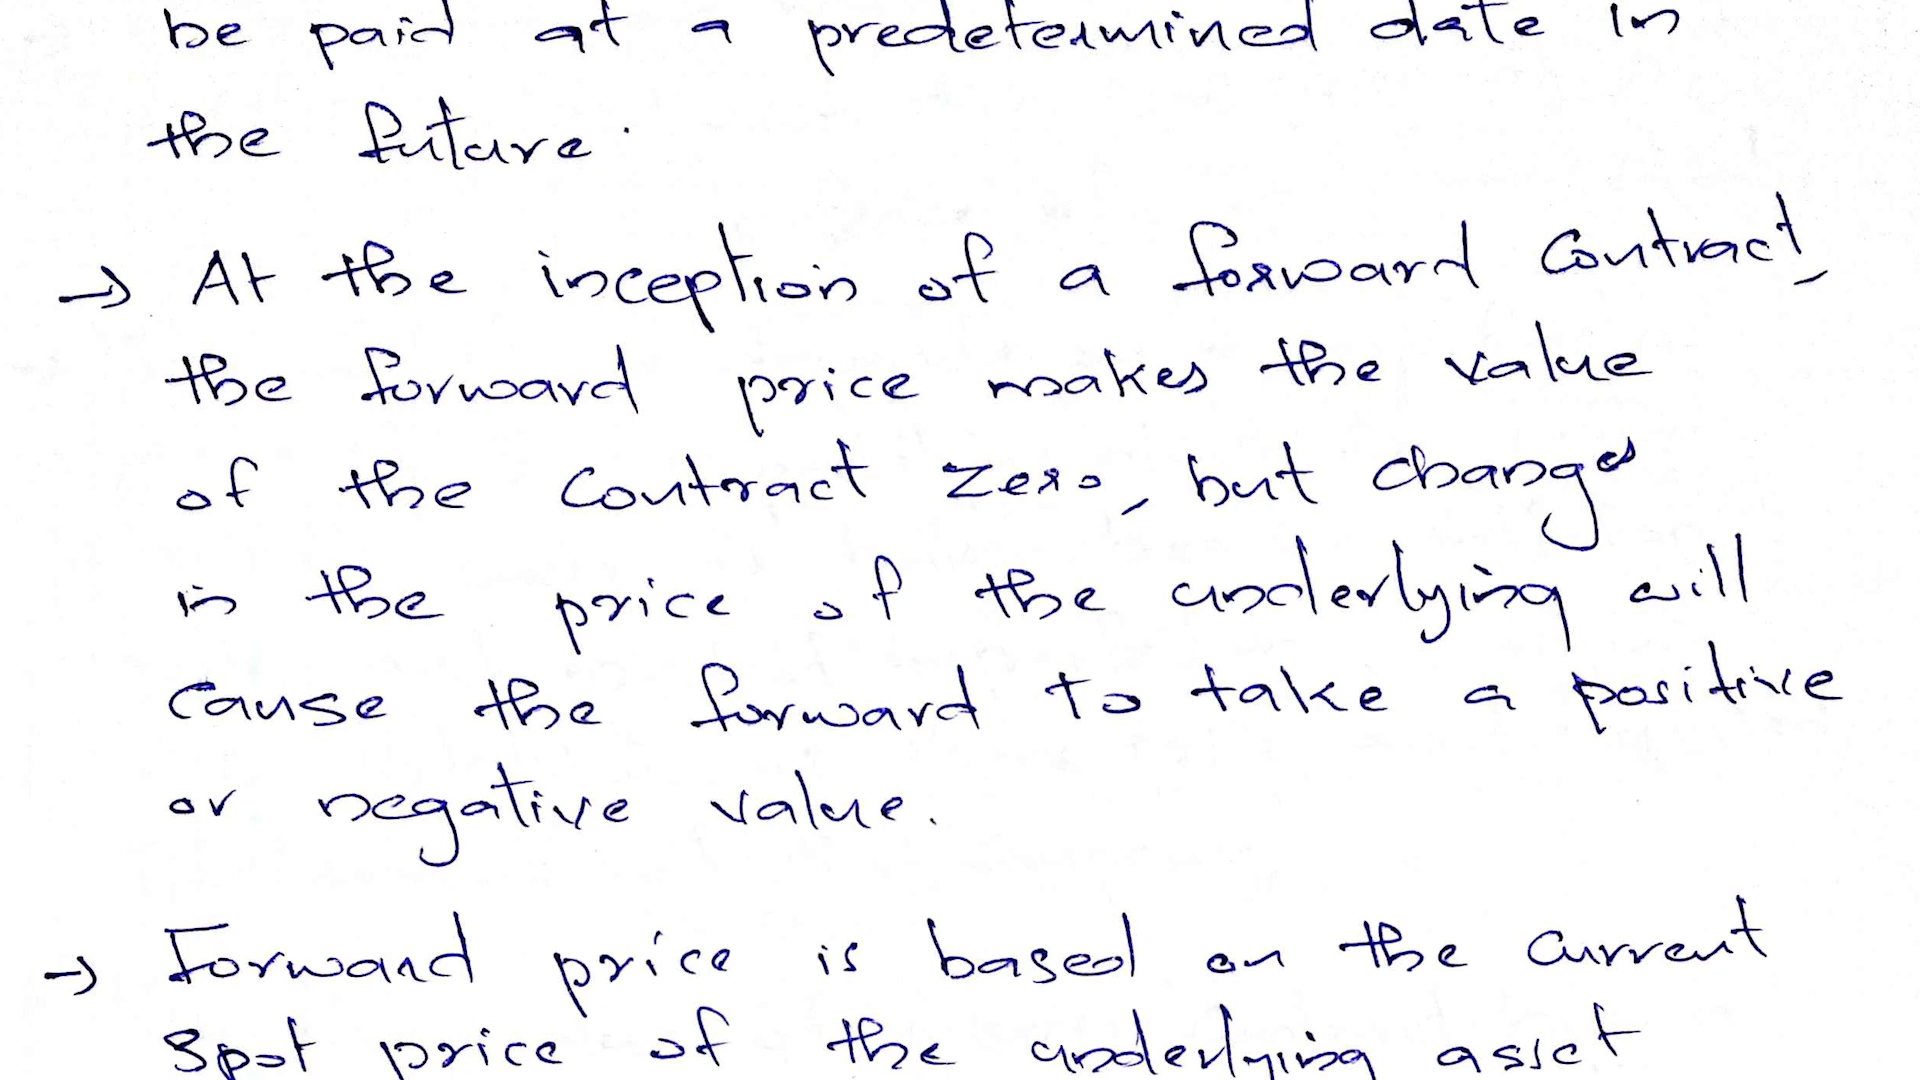 be paid at a predetermined date in
the future.
→ At the inception of a forward contract,
the forward price makes the value
of the contract zero, but changes
in the price of the underlying will
cause the forward to take a positive
or negative value.
→ Forward price is based on the current
spot price of the underlying asset